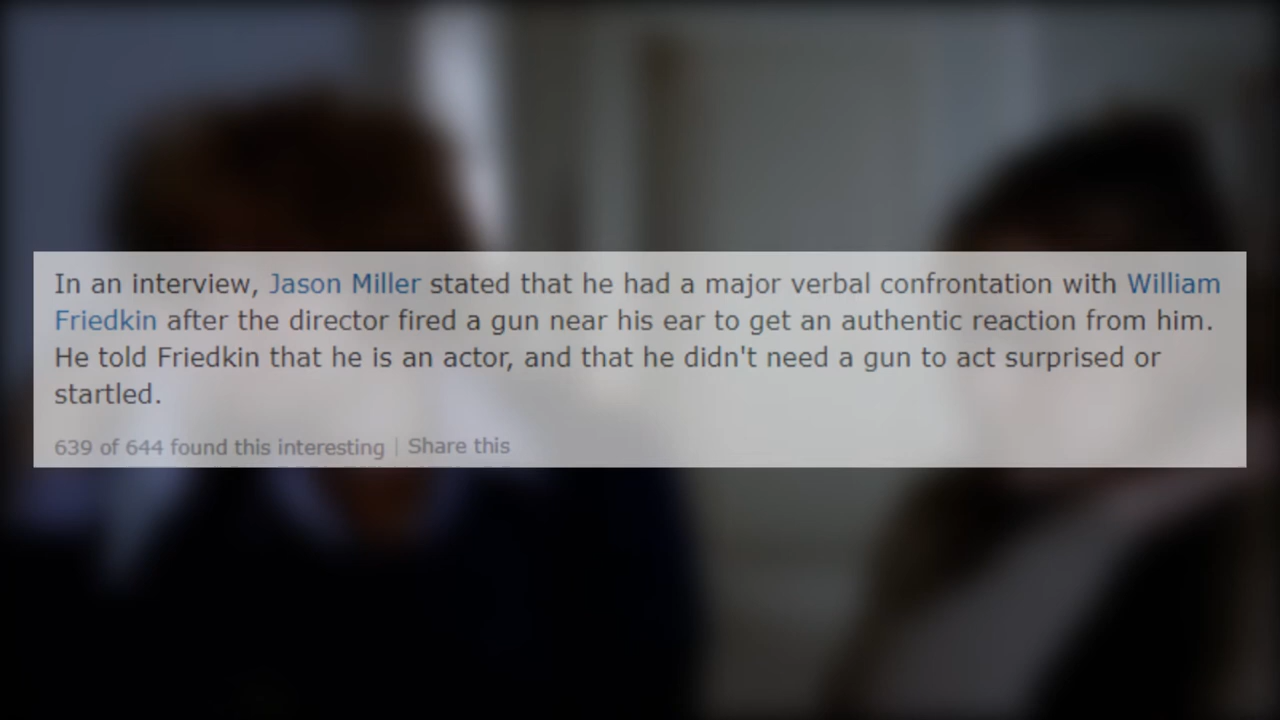 In an interview, Jason Miller stated that he had a major verbal confrontation with William
Friedkin after the director fired a gun near his ear to get an authentic reaction from him.
He told Friedkin that he is an actor, and that he didn't need a gun to act surprised or
startled.
639 of 644 found this interesting | Share this